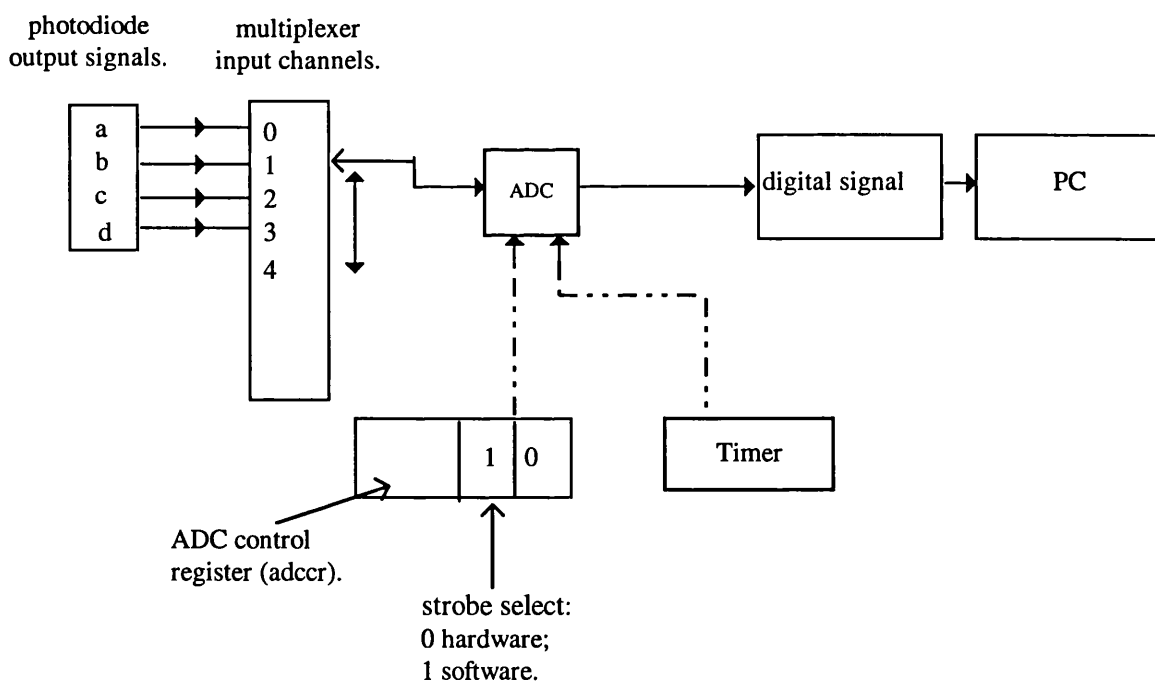 photodiode
output signals.
multiplexer
input channels.
a
b
c
d
0
1
2
3
4
ADC
digital signal
PC
1 0
Timer
ADC control
register (adccr).
strobe select:
0 hardware;
1 software.